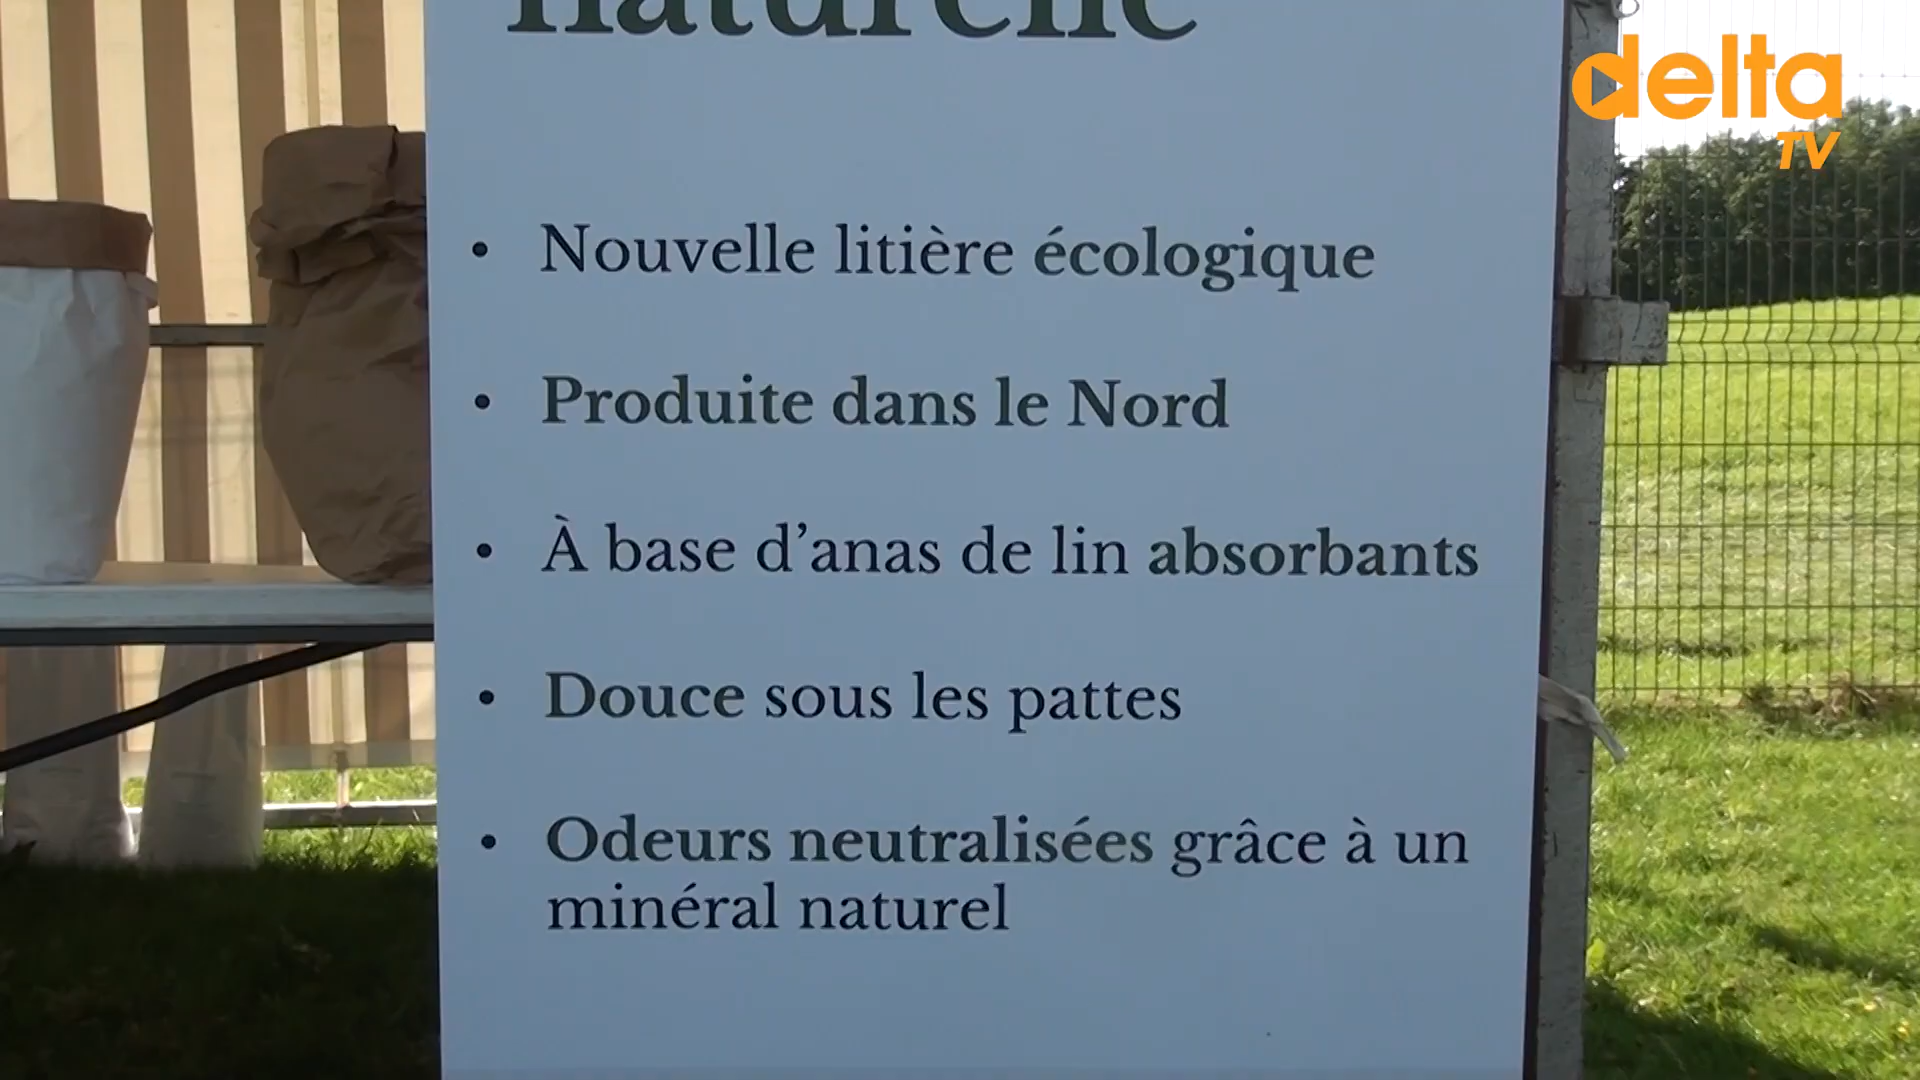 naturelle
delta
TV
• Nouvelle litière écologique
• Produite dans le Nord
• À base d’anas de lin absorbants
• Douce sous les pattes
• Odeurs neutralisées grâce à un
minéral naturel